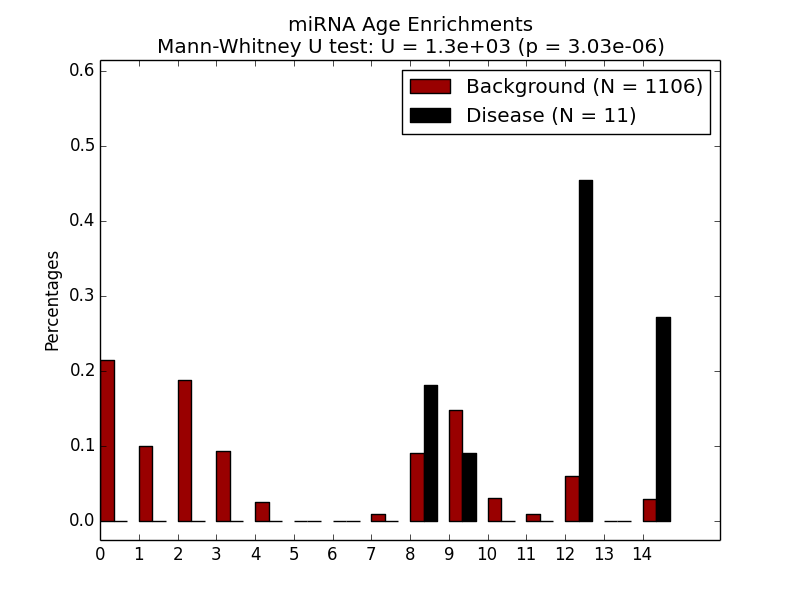 miRNA Age Enrichments
Mann-Whitney U test: U = 1.3e+03 (p = 3.03e-06)
Background (N = 1106)
Disease (N = 11)
Percentages
0.6
0.5
0.4
0.3
0.2
0.1
0.0
0 1 2 3 4 5 6 7 8 9 10 11 12 13 14